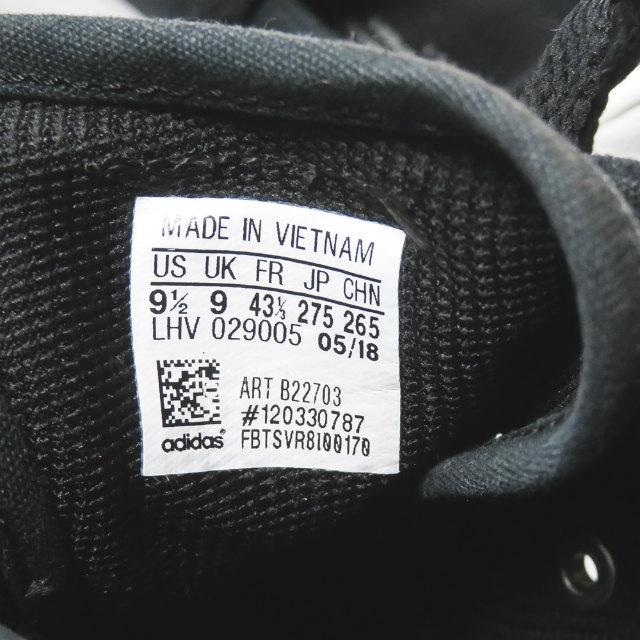 MADE IN VIETNAM
US UK FR JP CHN
9½ 9 43⅓ 275 265
LHV 029005 05/18
ART B22703
#120330787
adidas® FBTSVR8I00170